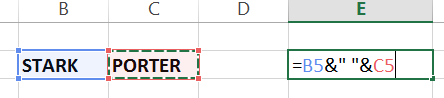 B C D E
STARK PORTER =B5&" "&C5